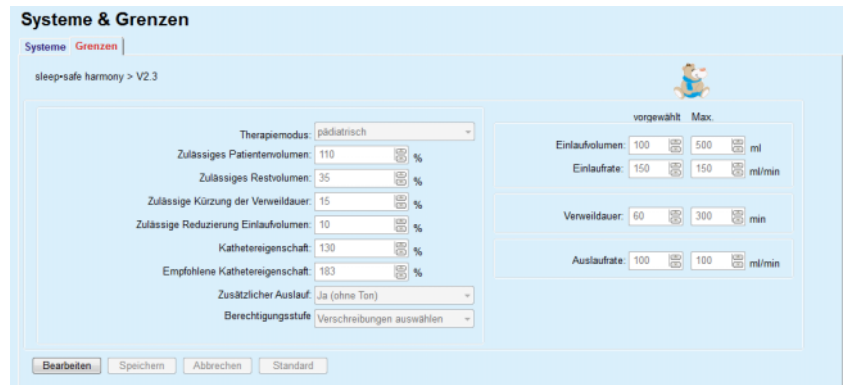 Systeme & Grenzen
Systeme Grenzen
sleep•safe harmony > V2.3
Therapiemodus: pädiatrisch
Zulässiges Patientenvolumen: 110 %
Zulässiges Restvolumen: 35 %
Zulässige Kürzung der Verweildauer: 15 %
Zulässige Reduzierung Einlaufvolumen: 10 %
Kathetereigenschaft: 130 %
Empfohlene Kathetereigenschaft: 183 %
Zusätzlicher Auslauf: Ja (ohne Ton)
Berechtigungsstufe Verschreibungen auswählen
vorgewählt Max.
Einlaufvolumen: 100 500 ml
Einlaufrate: 150 150 ml/min
Verweildauer: 60 300 min
Auslaufrate: 100 100 ml/min
Bearbeiten Speichern Abbrechen Standard